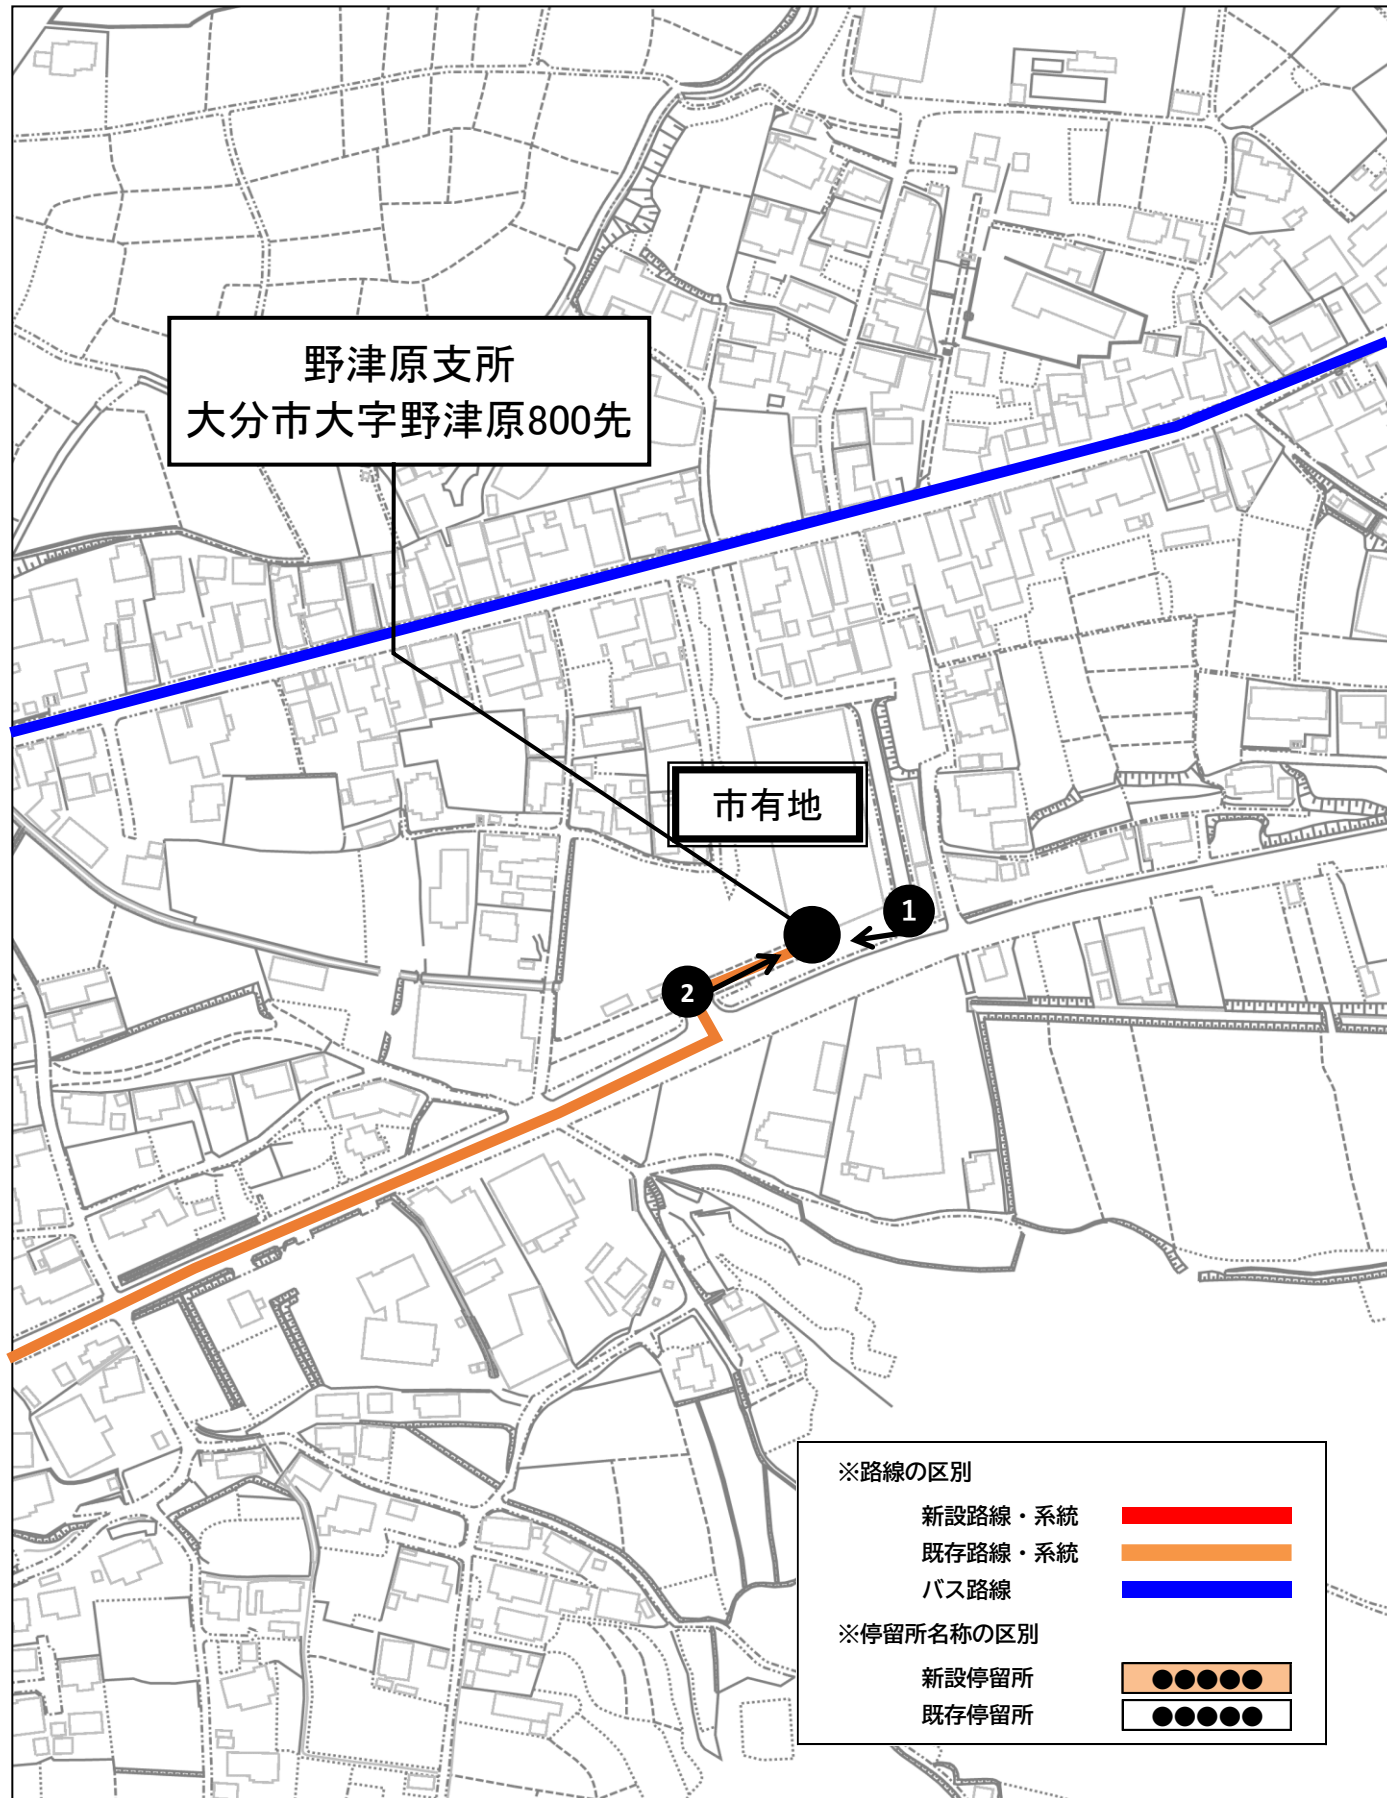 野津原支所
大分市大字野津原800先
市有地
1
2
※路線の区別
新設路線・系統
既存路線・系統
バス路線
※停留所名称の区別
新設停留所 ●●●●●
既存停留所 ●●●●●